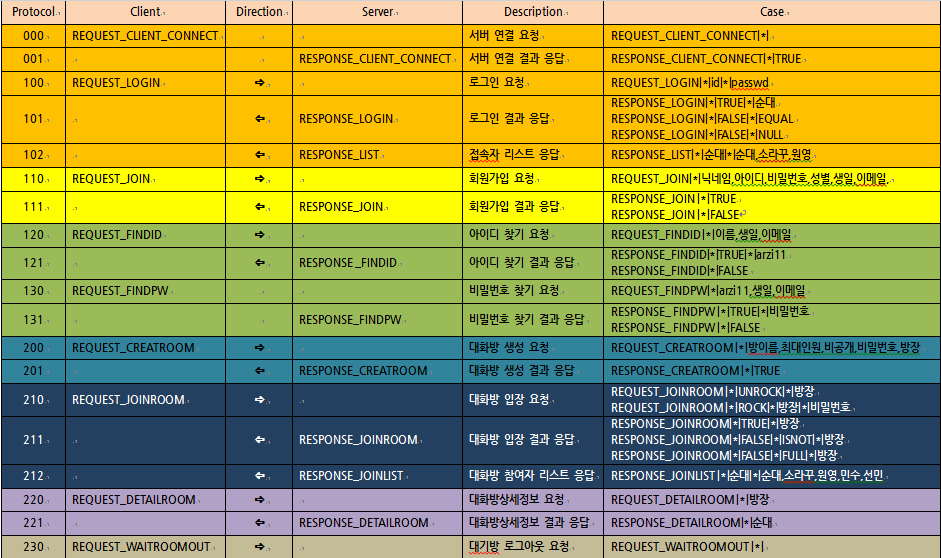 Protocol Client Direction Server Description Case
000 REQUEST_CLIENT_CONNECT 서버 연결 요청 REQUEST_CLIENT_CONNECT|*|
001 RESPONSE_CLIENT_CONNECT 서버 연결 결과 응답 RESPONSE_CLIENT_CONNECT|*|TRUE
100 REQUEST_LOGIN ⇨ 로그인 요청 REQUEST_LOGIN|*|id|*|passwd
101 ⇦ RESPONSE_LOGIN 로그인 결과 응답 RESPONSE_LOGIN|*|TRUE|*|순대
RESPONSE_LOGIN|*|FALSE|*|EQUAL
RESPONSE_LOGIN|*|FALSE|*|NULL
102 ⇦ RESPONSE_LIST 접속자 리스트 응답 RESPONSE_LIST|*|순대|*|순대,소라꾸,원영
110 REQUEST_JOIN ⇨ 회원가입 요청 REQUEST_JOIN|*|닉네임,아이디,비밀번호,성별,생일,이메일,
111 ⇦ RESPONSE_JOIN 회원가입 결과 응답 RESPONSE_JOIN|*|TRUE
RESPONSE_JOIN|*|FALSE
120 REQUEST_FINDID ⇨ 아이디 찾기 요청 REQUEST_FINDID|*|이름,생일,이메일
121 ⇦ RESPONSE_FINDID 아이디 찾기 결과 응답 RESPONSE_FINDID|*|TRUE|*|arzi11
RESPONSE_FINDID|*|FALSE
130 REQUEST_FINDPW 비밀번호 찾기 요청 REQUEST_FINDPW|*|arzi11,생일,이메일
131 RESPONSE_FINDPW 비밀번호 찾기 결과 응답 RESPONSE_FINDPW|*|TRUE|*|비밀번호
RESPONSE_FINDPW|*|FALSE
200 REQUEST_CREATROOM ⇨ 대화방 생성 요청 REQUEST_CREATROOM|*|방이름,최대인원,비공개,비밀번호,방장
201 ⇦ RESPONSE_CREATROOM 대화방 생성 결과 응답 RESPONSE_CREATROOM|*|TRUE
210 REQUEST_JOINROOM ⇨ 대화방 입장 요청 REQUEST_JOINROOM|*|UNROCK|*|방장
REQUEST_JOINROOM|*|ROCK|*|방장|*|비밀번호
211 ⇦ RESPONSE_JOINROOM 대화방 입장 결과 응답 RESPONSE_JOINROOM|*|TRUE|*|방장
RESPONSE_JOINROOM|*|FALSE|*|ISNOT|*|방장
RESPONSE_JOINROOM|*|FALSE|*|FULL|*|방장
212 ⇦ RESPONSE_JOINLIST 대화방 참여자 리스트 응답 RESPONSE_JOINLIST|*|순대|*|순대,소라꾸,원영,민수,선민
220 REQUEST_DETAILROOM ⇨ 대화방상세정보 요청 REQUEST_DETAILROOM|*|방장
221 ⇦ RESPONSE_DETAILROOM 대화방상세정보 결과 응답 RESPONSE_DETAILROOM|*|순대
230 REQUEST_WAITROOMOUT ⇨ 대기방 로그아웃 요청 REQUEST_WAITROOMOUT|*|